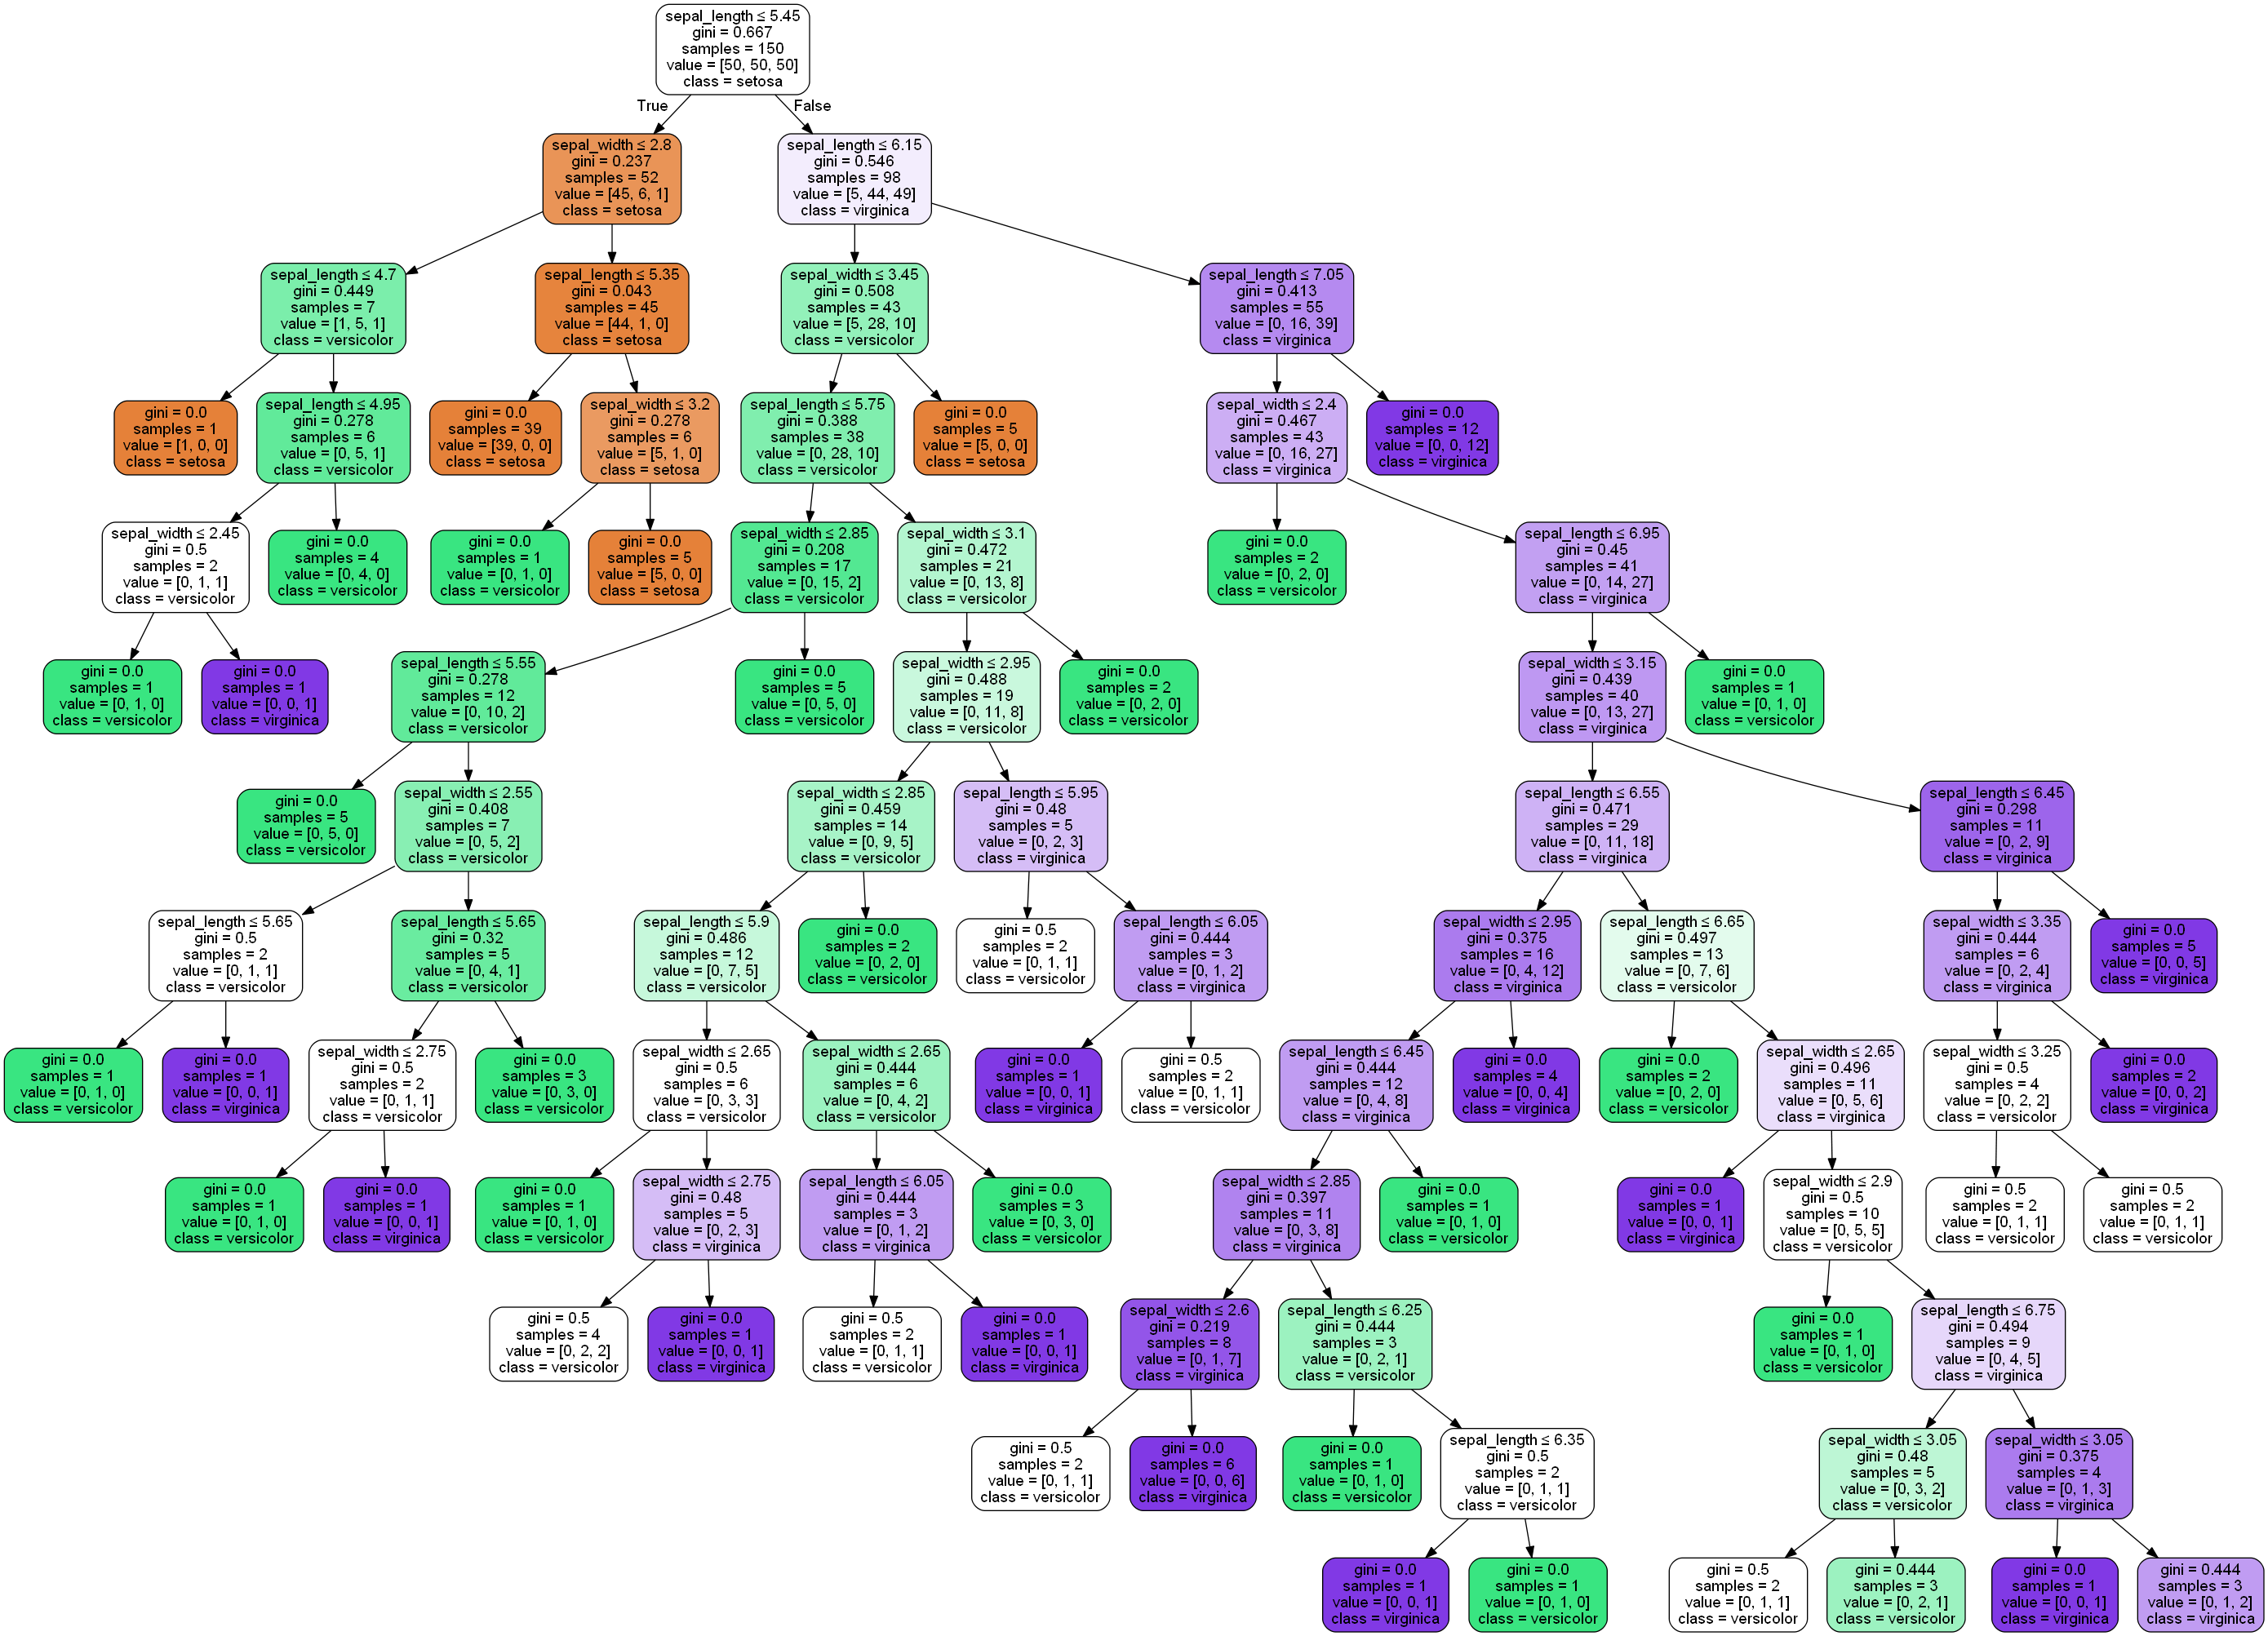 sepal_length ≤ 5.45
gini = 0.667
samples = 150
value = [50, 50, 50]
class = setosa
True
False
sepal_width ≤ 2.8
gini = 0.237
samples = 52
value = [45, 6, 1]
class = setosa
sepal_length ≤ 6.15
gini = 0.546
samples = 98
value = [5, 44, 49]
class = virginica
sepal_length ≤ 4.7
gini = 0.449
samples = 7
value = [1, 5, 1]
class = versicolor
sepal_length ≤ 5.35
gini = 0.043
samples = 45
value = [44, 1, 0]
class = setosa
sepal_width ≤ 3.45
gini = 0.508
samples = 43
value = [5, 28, 10]
class = versicolor
sepal_length ≤ 7.05
gini = 0.413
samples = 55
value = [0, 16, 39]
class = virginica
gini = 0.0
samples = 1
value = [1, 0, 0]
class = setosa
sepal_length ≤ 4.95
gini = 0.278
samples = 6
value = [0, 5, 1]
class = versicolor
gini = 0.0
samples = 39
value = [39, 0, 0]
class = setosa
sepal_width ≤ 3.2
gini = 0.278
samples = 6
value = [5, 1, 0]
class = setosa
sepal_length ≤ 5.75
gini = 0.388
samples = 38
value = [0, 28, 10]
class = versicolor
gini = 0.0
samples = 5
value = [5, 0, 0]
class = setosa
sepal_width ≤ 2.4
gini = 0.467
samples = 43
value = [0, 16, 27]
class = virginica
gini = 0.0
samples = 12
value = [0, 0, 12]
class = virginica
sepal_width ≤ 2.45
gini = 0.5
samples = 2
value = [0, 1, 1]
class = versicolor
gini = 0.0
samples = 4
value = [0, 4, 0]
class = versicolor
gini = 0.0
samples = 1
value = [0, 1, 0]
class = versicolor
gini = 0.0
samples = 5
value = [5, 0, 0]
class = setosa
sepal_width ≤ 2.85
gini = 0.208
samples = 17
value = [0, 15, 2]
class = versicolor
sepal_width ≤ 3.1
gini = 0.472
samples = 21
value = [0, 13, 8]
class = versicolor
gini = 0.0
samples = 2
value = [0, 2, 0]
class = versicolor
sepal_length ≤ 6.95
gini = 0.45
samples = 41
value = [0, 14, 27]
class = virginica
gini = 0.0
samples = 1
value = [0, 1, 0]
class = versicolor
gini = 0.0
samples = 1
value = [0, 0, 1]
class = virginica
sepal_length ≤ 5.55
gini = 0.278
samples = 12
value = [0, 10, 2]
class = versicolor
gini = 0.0
samples = 5
value = [0, 5, 0]
class = versicolor
sepal_width ≤ 2.95
gini = 0.488
samples = 19
value = [0, 11, 8]
class = versicolor
gini = 0.0
samples = 2
value = [0, 2, 0]
class = versicolor
sepal_width ≤ 3.15
gini = 0.439
samples = 40
value = [0, 13, 27]
class = virginica
gini = 0.0
samples = 1
value = [0, 1, 0]
class = versicolor
gini = 0.0
samples = 5
value = [0, 5, 0]
class = versicolor
sepal_width ≤ 2.55
gini = 0.408
samples = 7
value = [0, 5, 2]
class = versicolor
sepal_width ≤ 2.85
gini = 0.459
samples = 14
value = [0, 9, 5]
class = versicolor
sepal_length ≤ 5.95
gini = 0.48
samples = 5
value = [0, 2, 3]
class = virginica
sepal_length ≤ 6.55
gini = 0.471
samples = 29
value = [0, 11, 18]
class = virginica
sepal_length ≤ 6.45
gini = 0.298
samples = 11
value = [0, 2, 9]
class = virginica
sepal_length ≤ 5.65
gini = 0.5
samples = 2
value = [0, 1, 1]
class = versicolor
sepal_length ≤ 5.65
gini = 0.32
samples = 5
value = [0, 4, 1]
class = versicolor
sepal_length ≤ 5.9
gini = 0.486
samples = 12
value = [0, 7, 5]
class = versicolor
gini = 0.0
samples = 2
value = [0, 2, 0]
class = versicolor
gini = 0.5
samples = 2
value = [0, 1, 1]
class = versicolor
sepal_length ≤ 6.05
gini = 0.444
samples = 3
value = [0, 1, 2]
class = virginica
sepal_width ≤ 2.95
gini = 0.375
samples = 16
value = [0, 4, 12]
class = virginica
sepal_length ≤ 6.65
gini = 0.497
samples = 13
value = [0, 7, 6]
class = versicolor
sepal_width ≤ 3.35
gini = 0.444
samples = 6
value = [0, 2, 4]
class = virginica
gini = 0.0
samples = 5
value = [0, 0, 5]
class = virginica
gini = 0.0
samples = 1
value = [0, 1, 0]
class = versicolor
gini = 0.0
samples = 1
value = [0, 0, 1]
class = virginica
sepal_width ≤ 2.75
gini = 0.5
samples = 2
value = [0, 1, 1]
class = versicolor
gini = 0.0
samples = 3
value = [0, 3, 0]
class = versicolor
sepal_width ≤ 2.65
gini = 0.5
samples = 6
value = [0, 3, 3]
class = versicolor
sepal_width ≤ 2.65
gini = 0.444
samples = 6
value = [0, 4, 2]
class = versicolor
gini = 0.0
samples = 1
value = [0, 0, 1]
class = virginica
gini = 0.5
samples = 2
value = [0, 1, 1]
class = versicolor
sepal_length ≤ 6.45
gini = 0.444
samples = 12
value = [0, 4, 8]
class = virginica
gini = 0.0
samples = 4
value = [0, 0, 4]
class = virginica
gini = 0.0
samples = 2
value = [0, 2, 0]
class = versicolor
sepal_width ≤ 2.65
gini = 0.496
samples = 11
value = [0, 5, 6]
class = virginica
sepal_width ≤ 3.25
gini = 0.5
samples = 4
value = [0, 2, 2]
class = versicolor
gini = 0.0
samples = 2
value = [0, 0, 2]
class = virginica
gini = 0.0
samples = 1
value = [0, 1, 0]
class = versicolor
gini = 0.0
samples = 1
value = [0, 0, 1]
class = virginica
gini = 0.0
samples = 1
value = [0, 1, 0]
class = versicolor
sepal_width ≤ 2.75
gini = 0.48
samples = 5
value = [0, 2, 3]
class = virginica
sepal_length ≤ 6.05
gini = 0.444
samples = 3
value = [0, 1, 2]
class = virginica
gini = 0.0
samples = 3
value = [0, 3, 0]
class = versicolor
sepal_width ≤ 2.85
gini = 0.397
samples = 11
value = [0, 3, 8]
class = virginica
gini = 0.0
samples = 1
value = [0, 1, 0]
class = versicolor
gini = 0.0
samples = 1
value = [0, 0, 1]
class = virginica
sepal_width ≤ 2.9
gini = 0.5
samples = 10
value = [0, 5, 5]
class = versicolor
gini = 0.5
samples = 2
value = [0, 1, 1]
class = versicolor
gini = 0.5
samples = 2
value = [0, 1, 1]
class = versicolor
gini = 0.5
samples = 4
value = [0, 2, 2]
class = versicolor
gini = 0.0
samples = 1
value = [0, 0, 1]
class = virginica
gini = 0.5
samples = 2
value = [0, 1, 1]
class = versicolor
gini = 0.0
samples = 1
value = [0, 0, 1]
class = virginica
sepal_width ≤ 2.6
gini = 0.219
samples = 8
value = [0, 1, 7]
class = virginica
sepal_length ≤ 6.25
gini = 0.444
samples = 3
value = [0, 2, 1]
class = versicolor
gini = 0.0
samples = 1
value = [0, 1, 0]
class = versicolor
sepal_length ≤ 6.75
gini = 0.494
samples = 9
value = [0, 4, 5]
class = virginica
gini = 0.5
samples = 2
value = [0, 1, 1]
class = versicolor
gini = 0.0
samples = 6
value = [0, 0, 6]
class = virginica
gini = 0.0
samples = 1
value = [0, 1, 0]
class = versicolor
sepal_length ≤ 6.35
gini = 0.5
samples = 2
value = [0, 1, 1]
class = versicolor
sepal_width ≤ 3.05
gini = 0.48
samples = 5
value = [0, 3, 2]
class = versicolor
sepal_width ≤ 3.05
gini = 0.375
samples = 4
value = [0, 1, 3]
class = virginica
gini = 0.0
samples = 1
value = [0, 0, 1]
class = virginica
gini = 0.0
samples = 1
value = [0, 1, 0]
class = versicolor
gini = 0.5
samples = 2
value = [0, 1, 1]
class = versicolor
gini = 0.444
samples = 3
value = [0, 2, 1]
class = versicolor
gini = 0.0
samples = 1
value = [0, 0, 1]
class = virginica
gini = 0.444
samples = 3
value = [0, 1, 2]
class = virginica